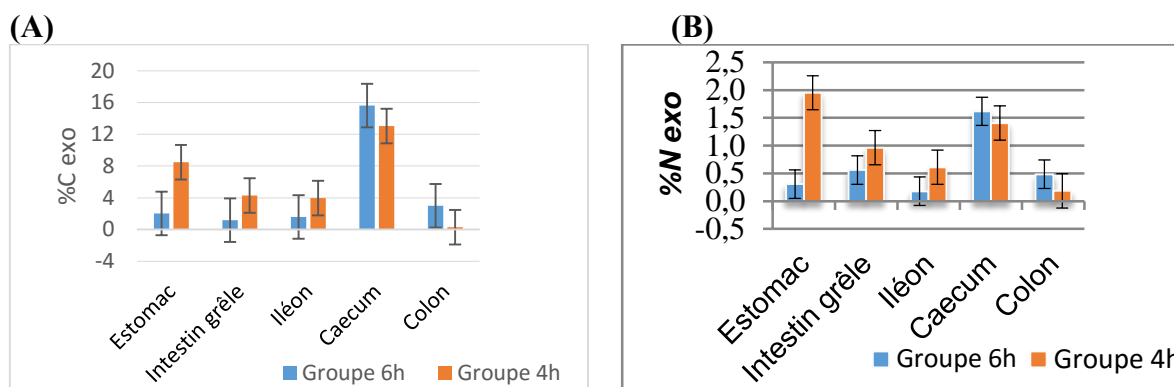 (A)
%C exo
20
16
12
8
4
0
-4
Estomac
Intestin grêle
Iléon
Caecum
Colon
Groupe 6h
Groupe 4h
(B)
%N exo
2,5
2,0
1,5
1,0
0,5
0,0
-0,5
Estomac
Intestin grêle
Iléon
Caecum
Colon
Groupe 6h
Groupe 4h